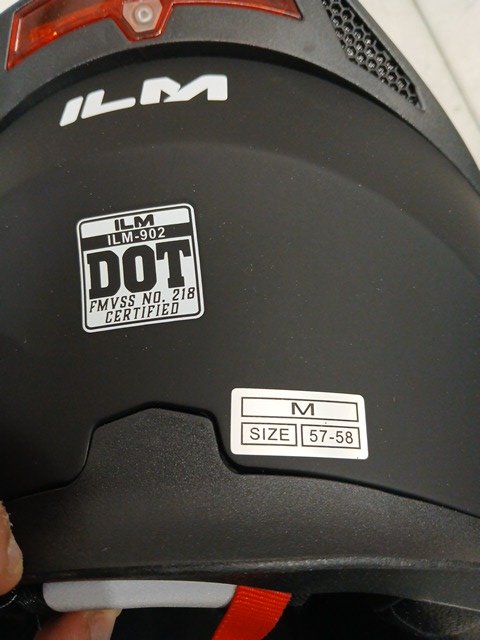 ILM
ILM
ILM-902
DOT
FMVSS NO. 218
CERTIFIED
M
SIZE 57-58